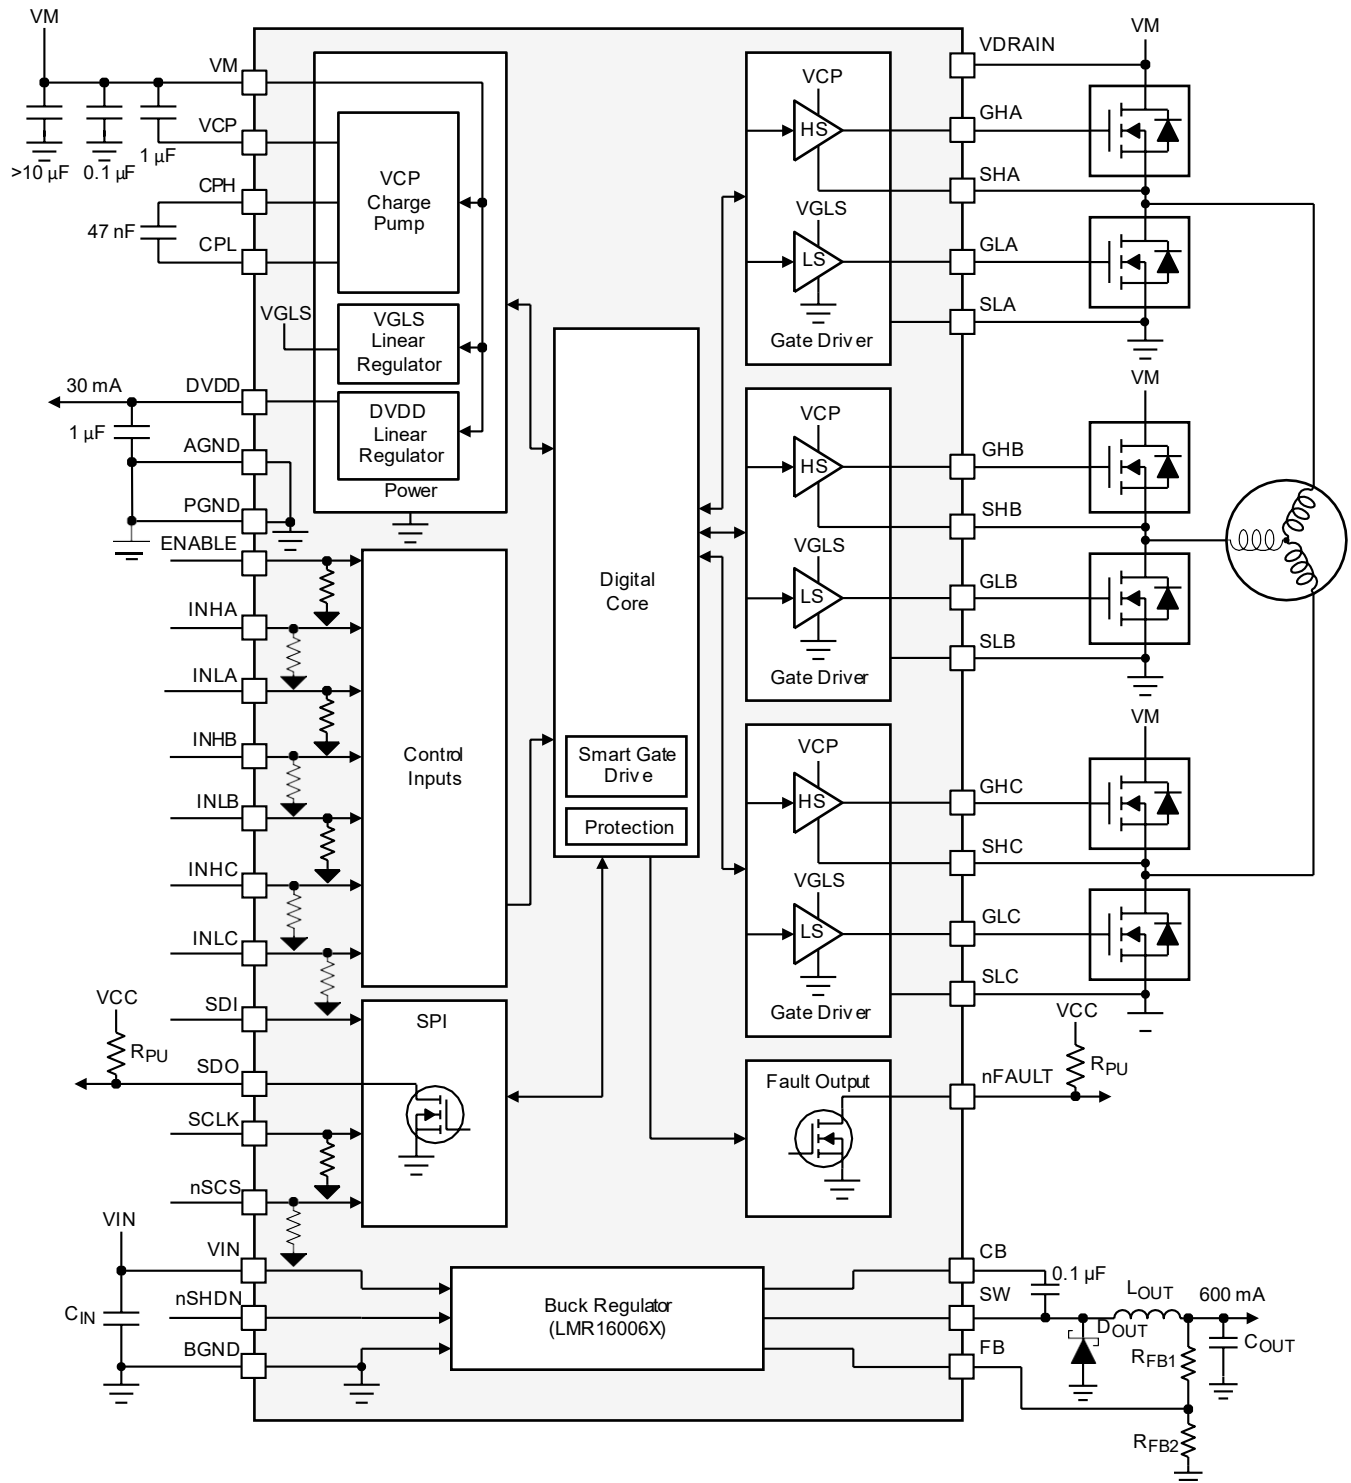 VM
VM
VCP
>10 µF
0.1 µF
1 µF
CPH
47 nF
CPL
VGLS
30 mA
DVDD
1 µF
AGND
PGND
ENABLE
INHA
INLA
INHB
INLB
INHC
INLC
SDI
VCC
RPU
SDO
SCLK
nSCS
VIN
VIN
CIN
nSHDN
BGND
VCP
Charge
Pump
VGLS
Linear
Regulator
DVDD
Linear
Regulator
Power
Control
Inputs
SPI
Digital
Core
Smart Gate
Drive
Protection
VCP
HS
VGLS
LS
Gate Driver
VCP
HS
VGLS
LS
Gate Driver
VCP
HS
VGLS
LS
Gate Driver
Fault Output
Buck Regulator
(LMR16006X)
VDRAIN
VM
GHA
SHA
GLA
SLA
VM
GHB
SHB
GLB
SLB
VM
GHC
SHC
GLC
SLC
VCC
RPU
nFAULT
CB
0.1 µF
SW
LOUT
600 mA
DOUT
FB
RFB1
COUT
RFB2